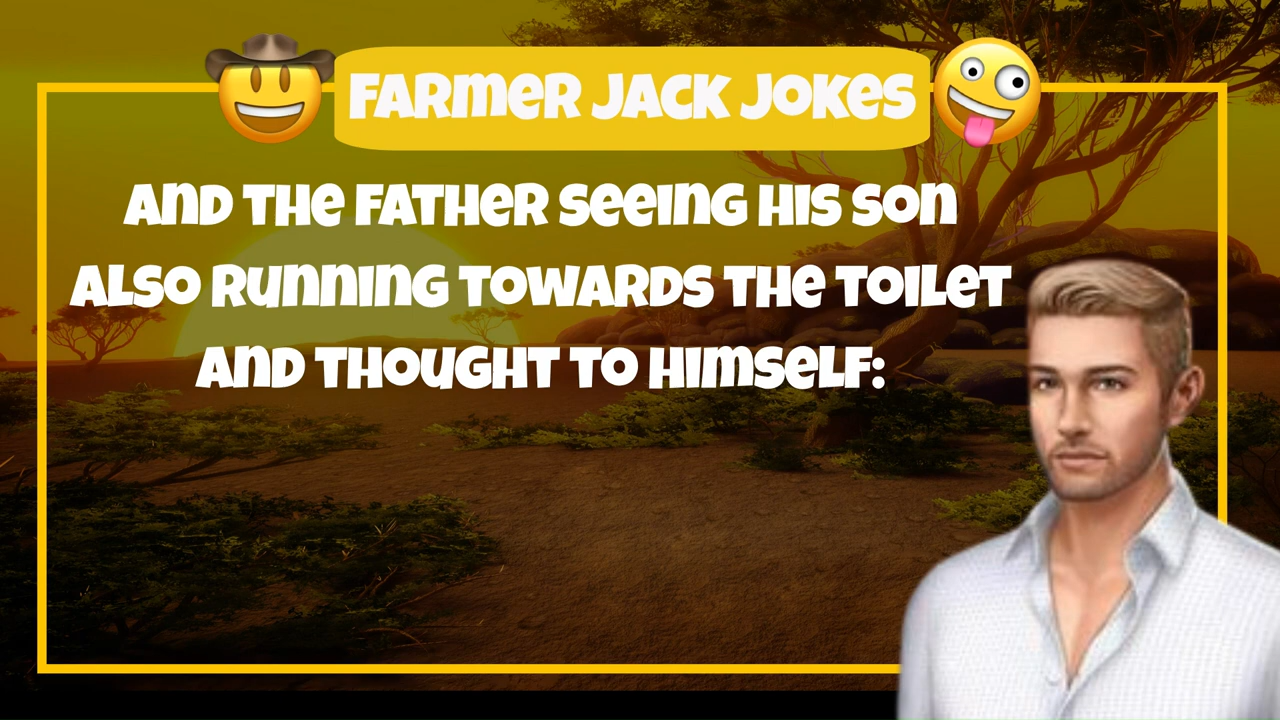 FARMER JACK JOKES
AND THE FATHER SEEING HIS SON
ALSO RUNNING TOWARDS THE TOILET
AND THOUGHT TO HIMSELF: